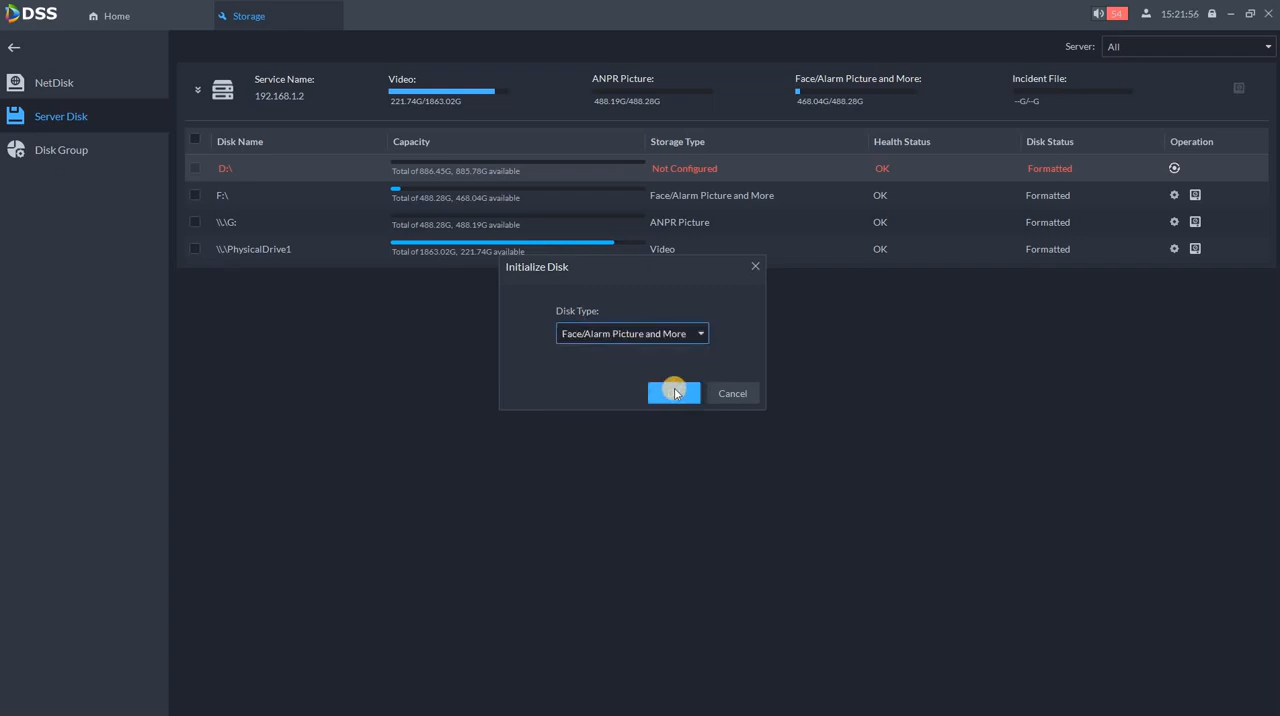 DSS
Home
Storage
54
15:21:56
Server:
All
NetDisk
Server Disk
Disk Group
Service Name:
192.168.1.2
Video:
221.74G/1863.02G
ANPR Picture:
488.19G/488.28G
Face/Alarm Picture and More:
468.04G/488.28G
Incident File:
--G/--G
Disk Name Capacity Storage Type Health Status Disk Status Operation
D:\ Total of 886.45G, 885.78G available Not Configured OK Formatted
F:\ Total of 488.28G, 468.04G available Face/Alarm Picture and More OK Formatted
\\.\G: Total of 488.28G, 488.19G available ANPR Picture OK Formatted
\\.\PhysicalDrive1 Total of 1863.02G, 221.74G available Video OK Formatted
Initialize Disk
Disk Type:
Face/Alarm Picture and More
Cancel